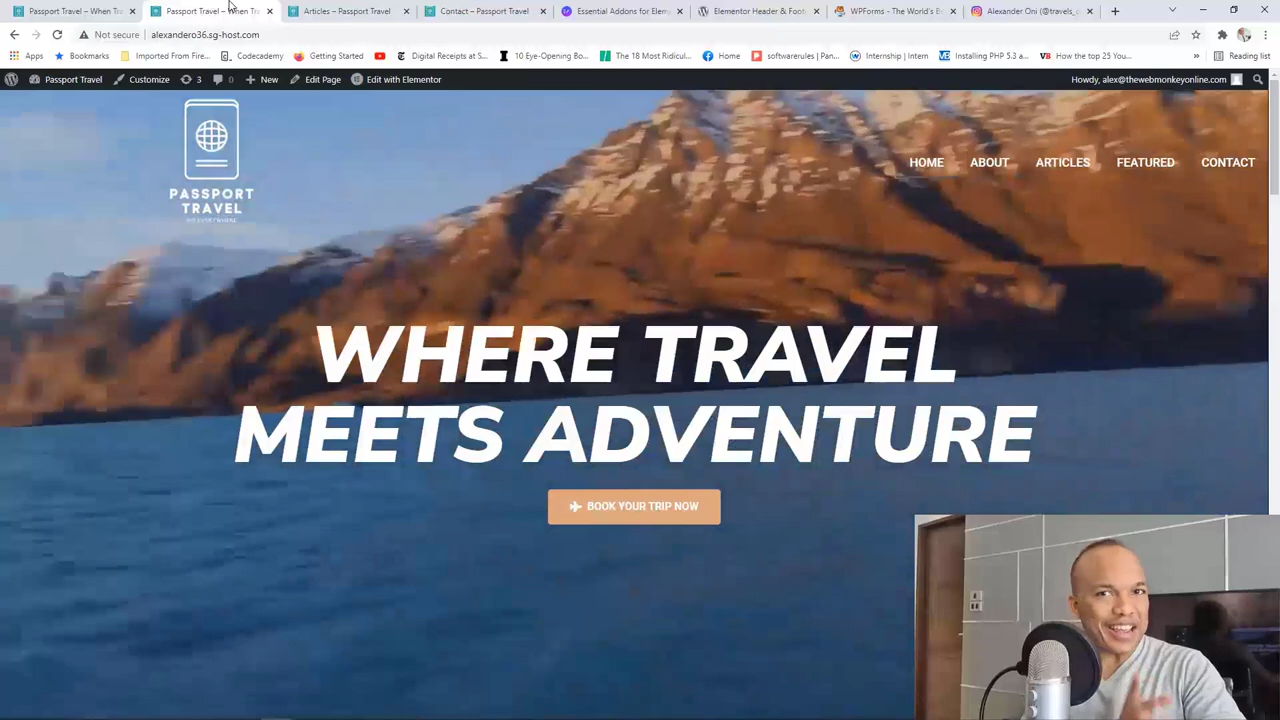 Passport Travel – When Tra
Passport Travel – When Tra
Articles – Passport Travel
Contact – Passport Travel
Essential Addons for Elem
Elementor Header & Foot
WPForms - The World's B
Alexander Oni (@travels_
Not secure
alexandero36.sg-host.com
Apps
Bookmarks
Imported From Fire...
Codecademy
Getting Started
Digital Receipts at S...
10 Eye-Opening Bo...
The 18 Most Ridicul...
Home
softwarerules | Pan...
Internship | Intern
Installing PHP 5.3 a...
How the top 25 You...
Reading list
Passport Travel
Customize
3
0
New
Edit Page
Edit with Elementor
Howdy, alex@thewebmonkeyonline.com
PASSPORT
TRAVEL
HOME
ABOUT
ARTICLES
FEATURED
CONTACT
WHERE TRAVEL
MEETS ADVENTURE
BOOK YOUR TRIP NOW